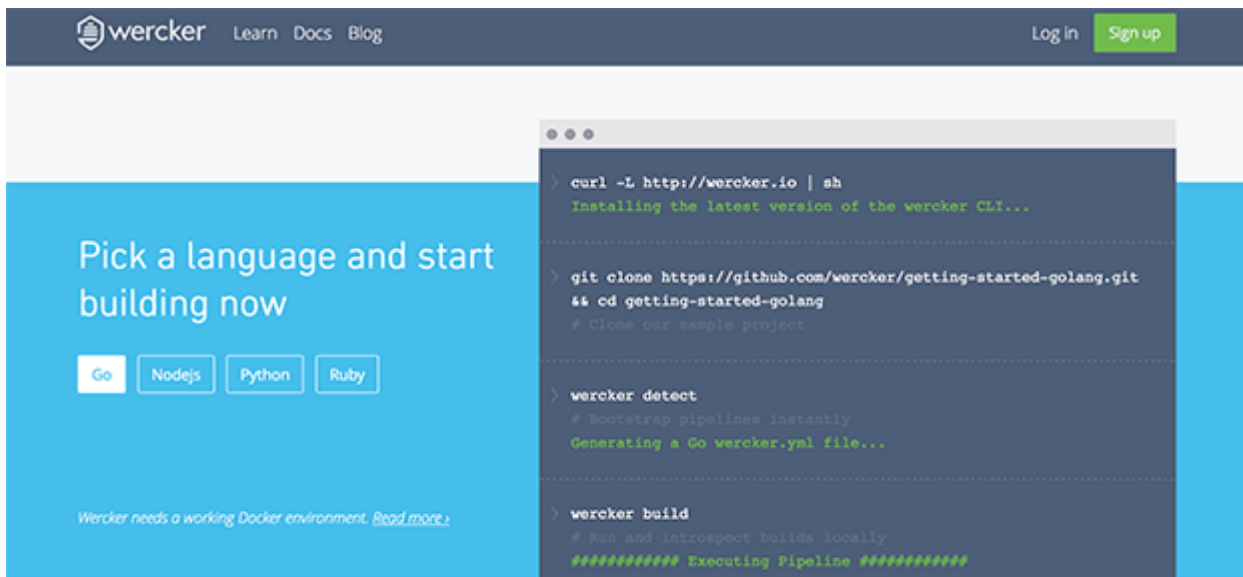 wercker Learn Docs Blog Log in Sign up
Pick a language and start
building now
Go Nodejs Python Ruby
Wercker needs a working Docker environment. Read more ›
curl -L http://wercker.io | sh
Installing the latest version of the wercker CLI...
git clone https://github.com/wercker/getting-started-golang.git
&& cd getting-started-golang
# Clone our sample project
wercker detect
# Bootstrap pipelines instantly
Generating a Go wercker.yml file...
wercker build
# Run and introspect builds locally
############ Executing Pipeline ############